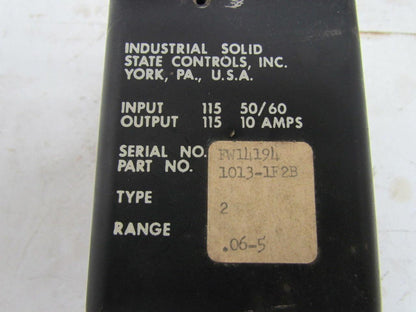 INDUSTRIAL SOLID
STATE CONTROLS, INC.
YORK, PA., U.S.A.
INPUT 115 50/60
OUTPUT 115 10 AMPS
SERIAL NO. FW14194
PART NO. 1013-1F2B
TYPE 2
RANGE .06-5